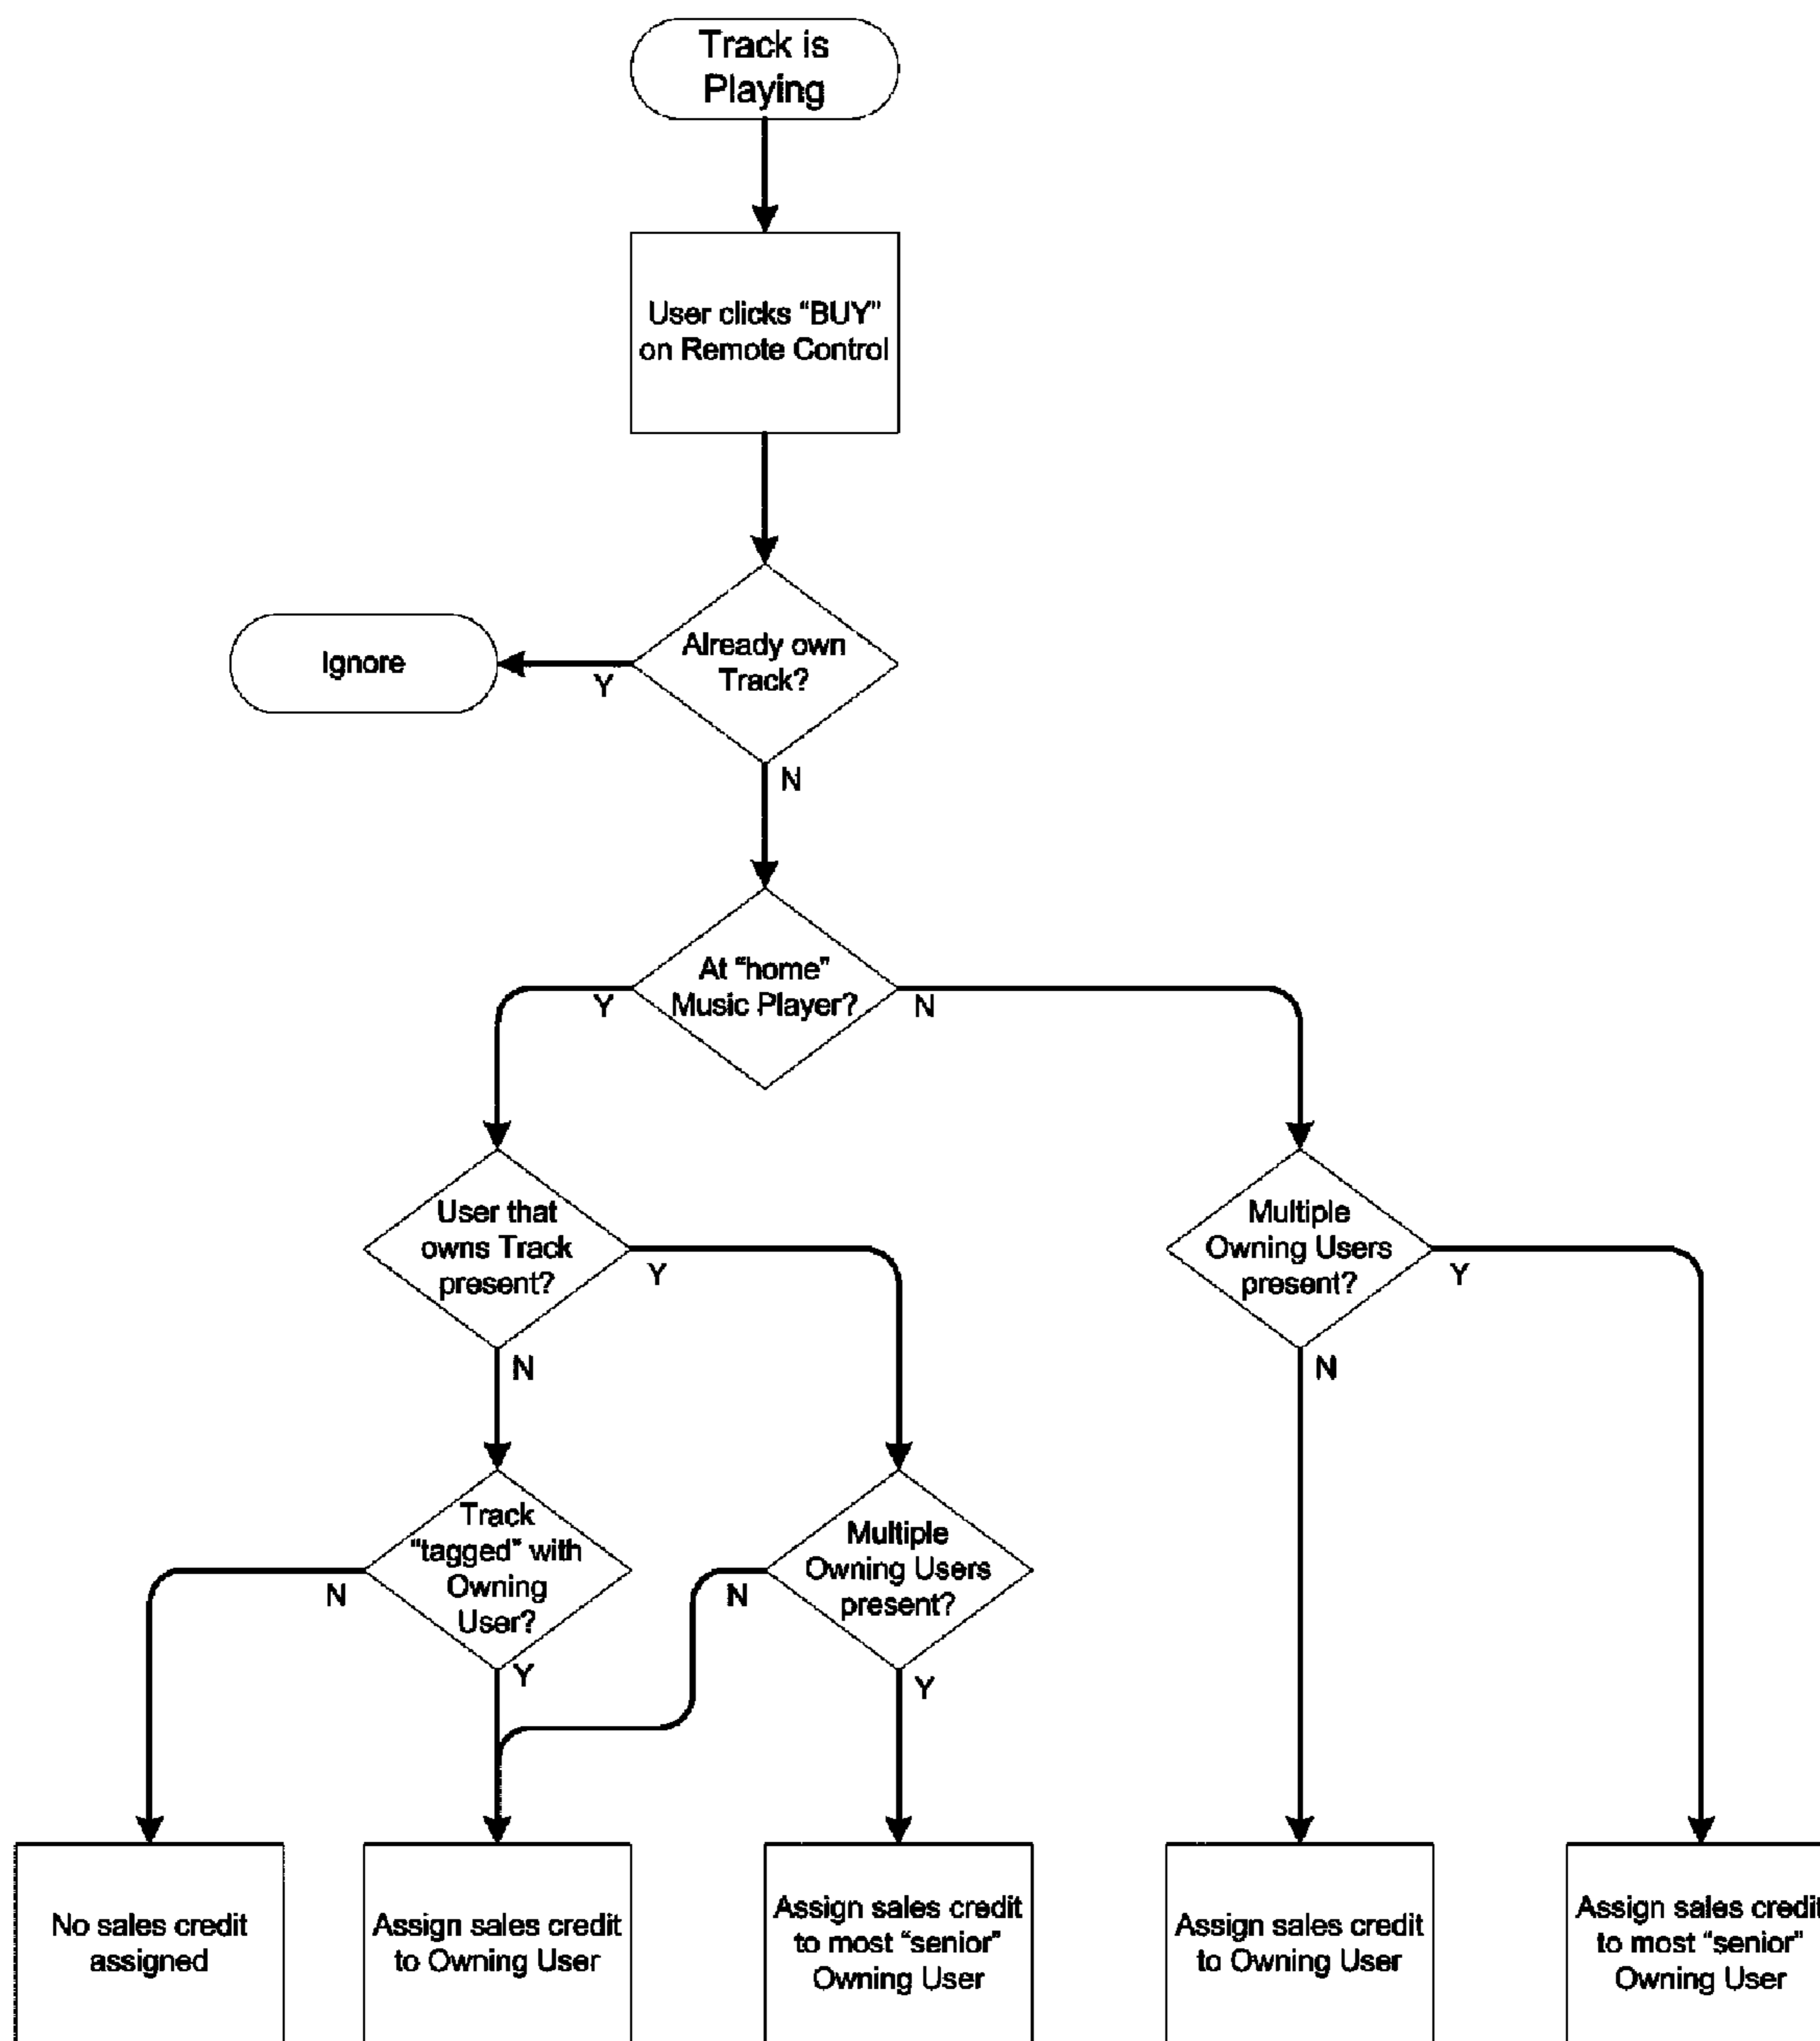 Track is
Playing
User clicks “BUY”
on Remote Control
Already own
Track?
Ignore
Y
N
At “home”
Music Player?
Y
N
User that
owns Track
present?
Y
N
Multiple
Owning Users
present?
Y
N
Track
“tagged” with
Owning
User?
N
Y
Multiple
Owning Users
present?
N
Y
No sales credit
assigned
Assign sales credit
to Owning User
Assign sales credit
to most “senior”
Owning User
Assign sales credit
to Owning User
Assign sales credit
to most “senior”
Owning User